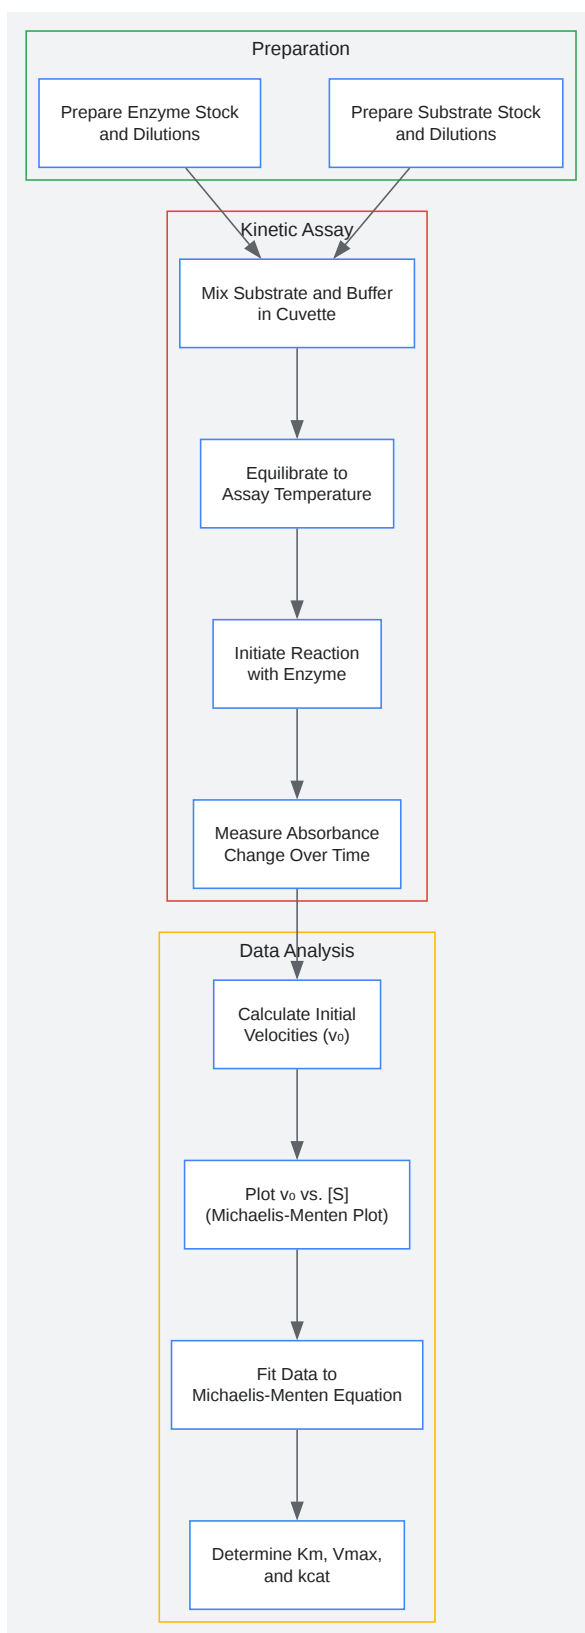 Preparation
Prepare Enzyme Stock
and Dilutions
Prepare Substrate Stock
and Dilutions
Kinetic Assay
Mix Substrate and Buffer
in Cuvette
Equilibrate to
Assay Temperature
Initiate Reaction
with Enzyme
Measure Absorbance
Change Over Time
Data Analysis
Calculate Initial
Velocities (v₀)
Plot v₀ vs. [S]
(Michaelis-Menten Plot)
Fit Data to
Michaelis-Menten Equation
Determine Km, Vmax,
and kcat